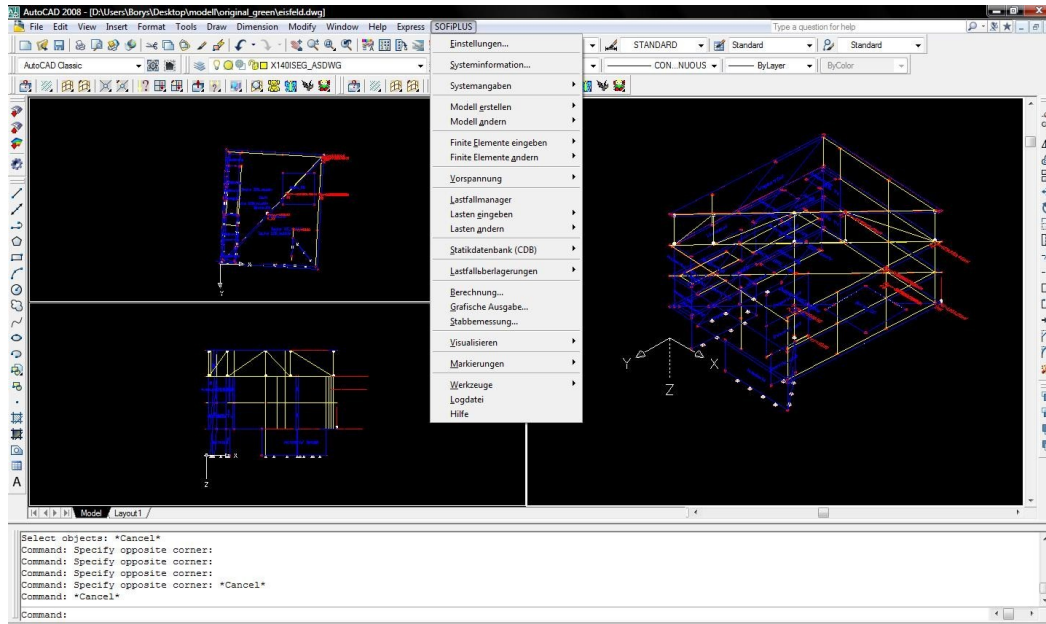 AutoCAD 2008 - [D:\Users\Borys\Desktop\modell\original_green\eisfeld.dwg]
File Edit View Insert Format Tools Draw Dimension Modify Window Help Express SOFiPLUS
Type a question for help
STANDARD Standard Standard
AutoCAD Classic X140ISEG_ASDWG CON...NUOUS ByLayer ByColor
Einstellungen...
Systeminformation...
Systemangaben
Modell erstellen
Modell andern
Finite Elemente eingeben
Finite Elemente andern
Vorspannung
Lastfallmanager
Lasten eingeben
Lasten andern
Statikdatenbank (CDB)
Lastfallberlagerungen
Berechnung...
Grafische Ausgabe...
Stabbemessung...
Visualisieren
Markierungen
Werkzeuge
Logdatei
Hilfe
X
Y
X
Z
Y X
Z
Model Layout1
Select objects: *Cancel*
Command: Specify opposite corner:
Command: Specify opposite corner:
Command: Specify opposite corner:
Command: Specify opposite corner: *Cancel*
Command: *Cancel*
Command: